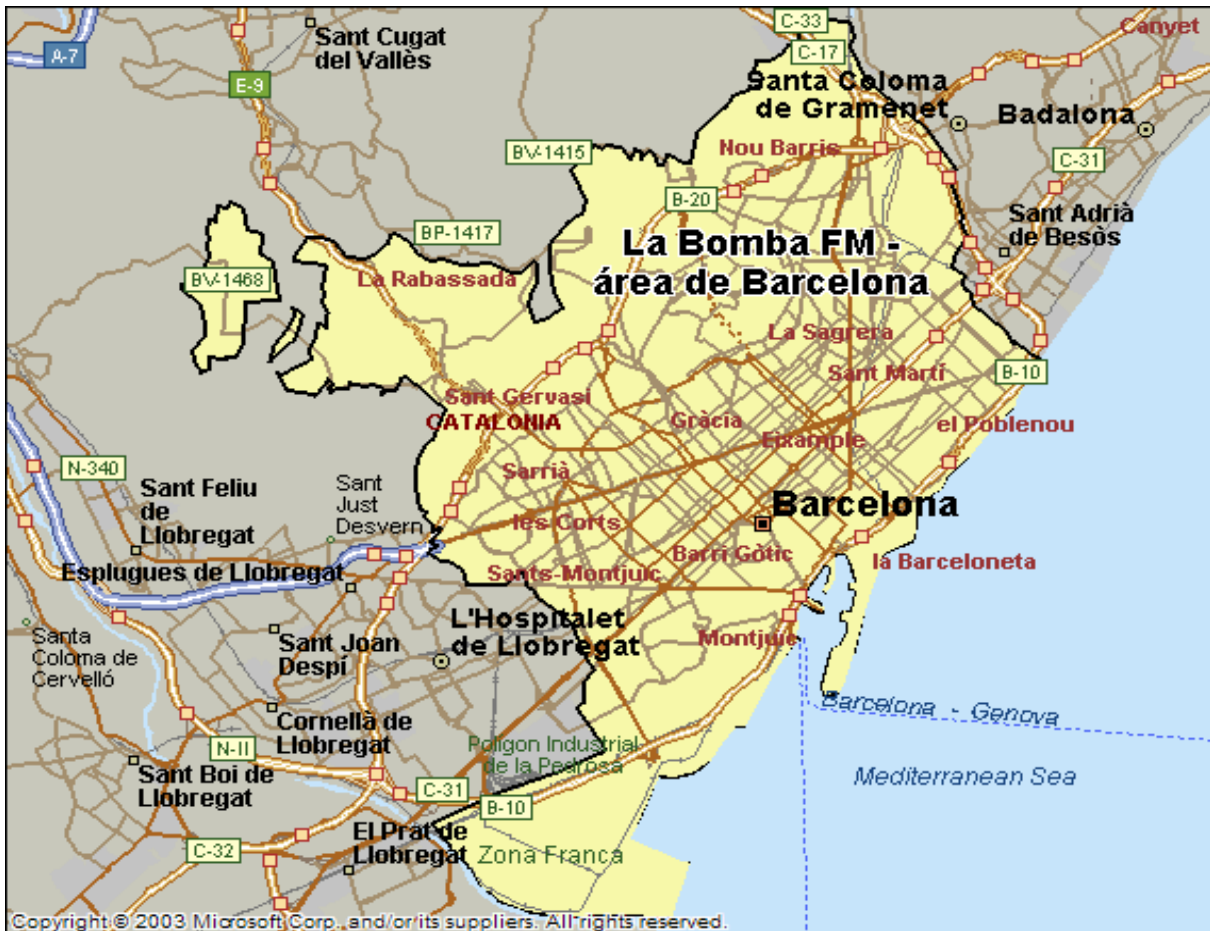 C-33
Canyet
Sant Cugat
del Vallès
A-7
C-17
E-9
Santa Coloma
de Gramenet
Badalona
BV-1415
Nou Barris
C-31
B-20
Sant Adrià
de Besòs
BP-1417
La Bomba FM -
área de Barcelona
BV-1468
La Rabassada
La Sagrera
Sant Martí
B-10
Sant Gervasi
CATALONIA
Gràcia
Eixample
el Poblenou
N-340
Sarrià
Sant Feliu
de
Llobregat
Sant
Just
Desvern
Barcelona
les Corts
Barri Gòtic
la Barceloneta
Esplugues de Llobregat
Sants-Montjuïc
L'Hospitalet
de Llobregat
Montjuïc
Santa
Coloma de
Cervelló
Sant Joan
Despí
Barcelona - Genova
Cornellà de
Llobregat
N-II
Poligon Industrial
de la Pedrosa
Mediterranean Sea
Sant Boi de
Llobregat
C-31
B-10
El Prat de
Llobregat
C-32
Zona Franca
Copyright © 2003 Microsoft Corp. and/or its suppliers. All rights reserved.